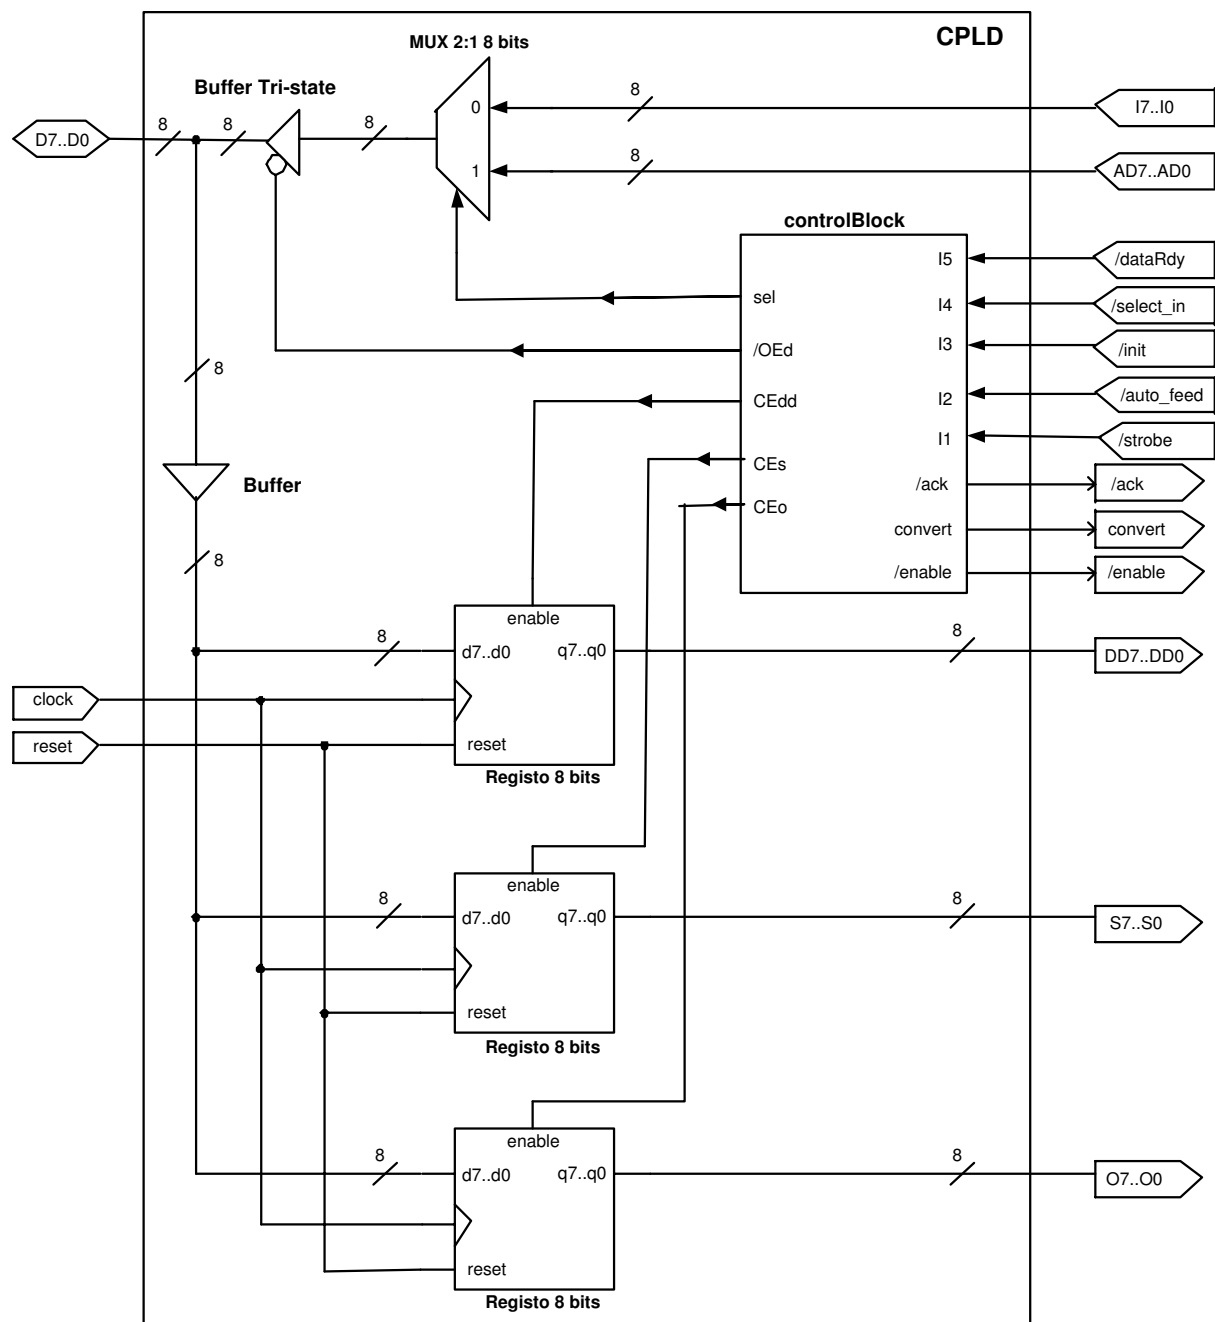 CPLD
MUX 2:1 8 bits
Buffer Tri-state
8
0
I7..I0
D7..D0
8
8
8
8
1
AD7..AD0
controlBlock
I5
/dataRdy
sel
I4
/select_in
/OEd
I3
/init
8
CEdd
I2
/auto_feed
I1
/strobe
CEs
Buffer
/ack
/ack
CEo
convert
convert
8
/enable
/enable
enable
8
d7..d0
q7..q0
8
DD7..DD0
clock
reset
reset
Registo 8 bits
enable
8
d7..d0
q7..q0
8
S7..S0
reset
Registo 8 bits
enable
8
d7..d0
q7..q0
8
O7..O0
reset
Registo 8 bits